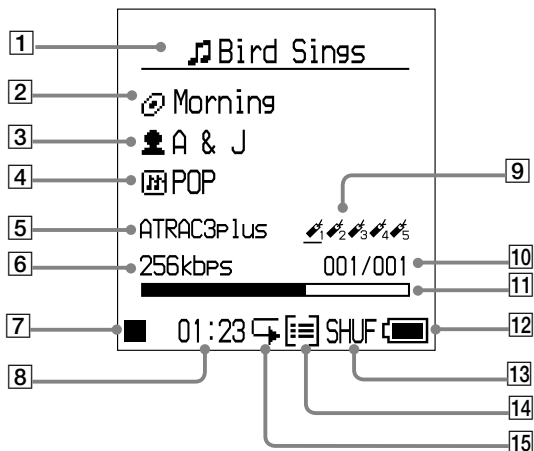 1
Bird Sings
2
Morning
3
A & J
4
POP
9
5
ATRAC3plus
1 2 3 4 5
6
256kbps
001/001
10
11
7
01:23
SHUF
12
8
13
14
15